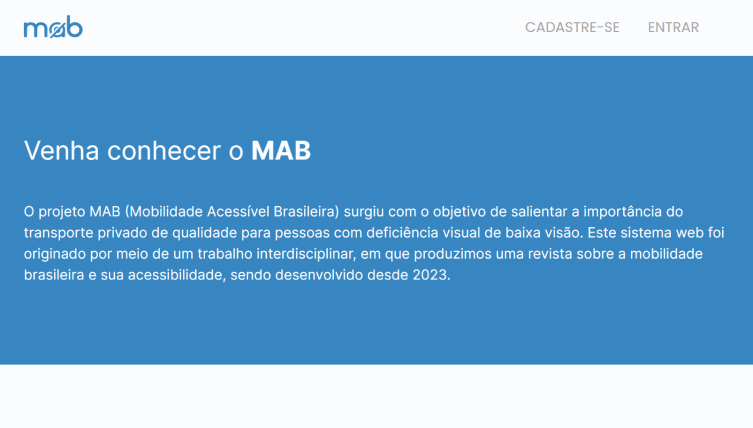 mab
CADASTRE-SE ENTRAR
Venha conhecer o MAB
O projeto MAB (Mobilidade Acessível Brasileira) surgiu com o objetivo de salientar a importância do
transporte privado de qualidade para pessoas com deficiência visual de baixa visão. Este sistema web foi
originado por meio de um trabalho interdisciplinar, em que produzimos uma revista sobre a mobilidade
brasileira e sua acessibilidade, sendo desenvolvido desde 2023.